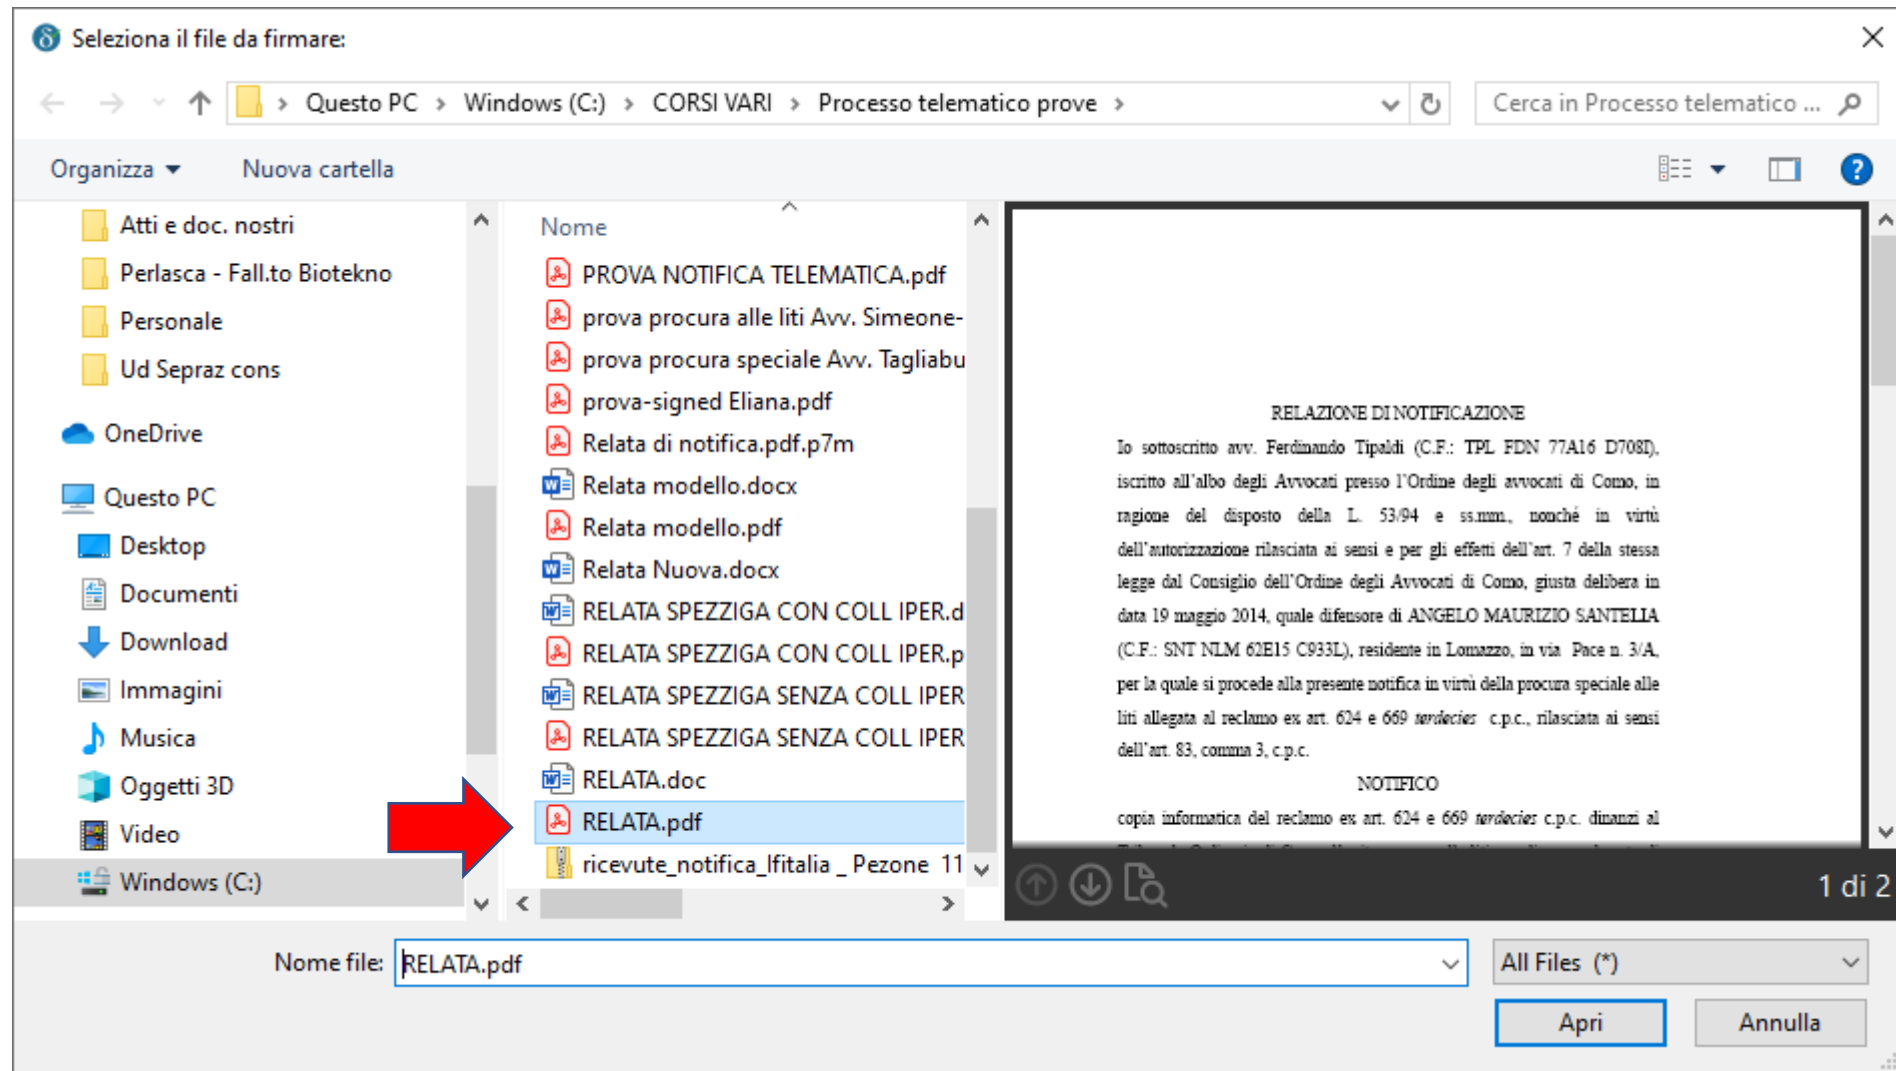 Seleziona il file da firmare:
Questo PC > Windows (C:) > CORSI VARI > Processo telematico prove >
Cerca in Processo telematico ...
Organizza
Nuova cartella
Atti e doc. nostri
Perlasca - Fall.to Biotekno
Personale
Ud Sepraz cons
OneDrive
Questo PC
Desktop
Documenti
Download
Immagini
Musica
Oggetti 3D
Video
Windows (C:)
Nome
PROVA NOTIFICA TELEMATICA.pdf
prova procura alle liti Avv. Simeone-
prova procura speciale Avv. Tagliabu
prova-signed Eliana.pdf
Relata di notifica.pdf.p7m
Relata modello.docx
Relata modello.pdf
Relata Nuova.docx
RELATA SPEZZIGA CON COLL IPER.d
RELATA SPEZZIGA CON COLL IPER.p
RELATA SPEZZIGA SENZA COLL IPER
RELATA SPEZZIGA SENZA COLL IPER
RELATA.doc
RELATA.pdf
ricevute_notifica_lfitalia _ Pezone 11
RELAZIONE DI NOTIFICAZIONE
Io sottoscritto avv. Ferdinando Tipaldi (C.F.: TPL FDN 77A16 D708I),
iscritto all'albo degli Avvocati presso l'Ordine degli avvocati di Como, in
ragione del disposto della L. 53/94 e ss.mm., nonché in virtù
dell'autorizzazione rilasciata ai sensi e per gli effetti dell'art. 7 della stessa
legge dal Consiglio dell'Ordine degli Avvocati di Como, giusta delibera in
data 19 maggio 2014, quale difensore di ANGELO MAURIZIO SANTELIA
(C.F.: SNT NLM 62E15 C933L), residente in Lomazzo, in via Pace n. 3/A,
per la quale si procede alla presente notifica in virtù della procura speciale alle
liti allegata al reclamo ex art. 624 e 669 terdecies c.p.c., rilasciata ai sensi
dell'art. 83, comma 3, c.p.c.
NOTIFICO
copia informatica del reclamo ex art. 624 e 669 terdecies c.p.c. dinanzi al
1 di 2
Nome file: RELATA.pdf
All Files (*)
Apri
Annulla